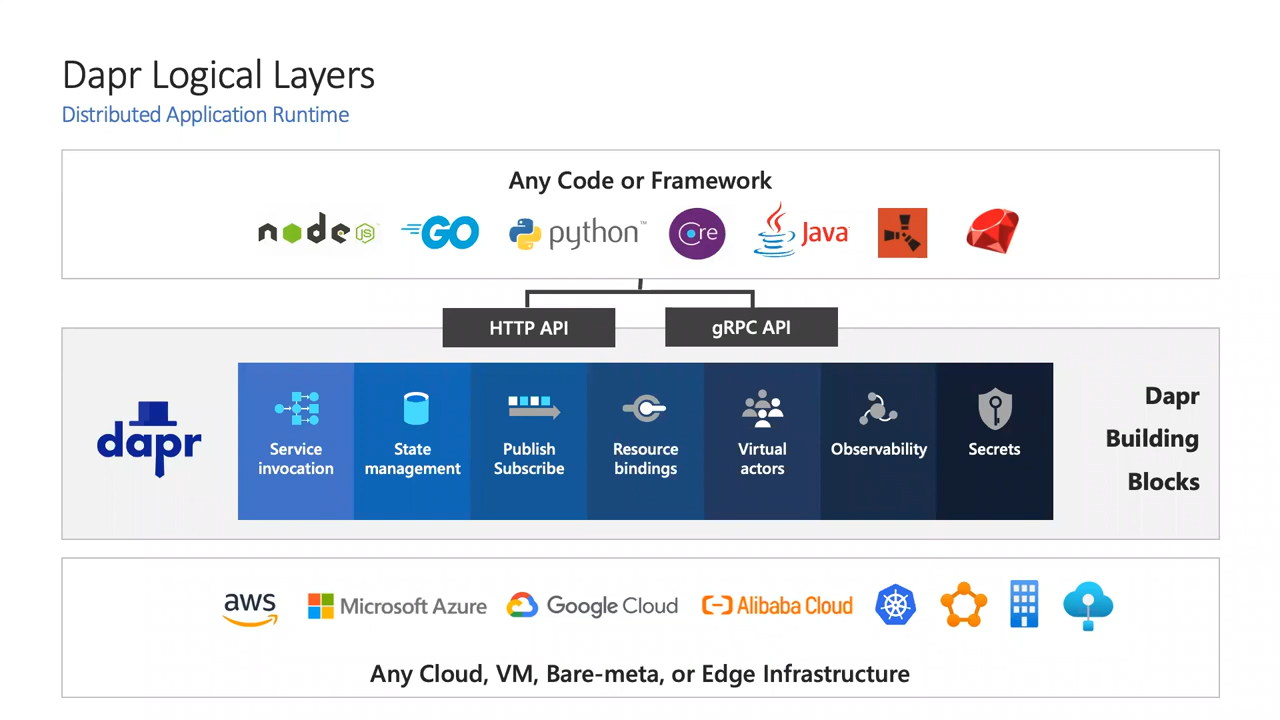 Dapr Logical Layers
Distributed Application Runtime
Any Code or Framework
node JS
GO
python™
Core
Java
HTTP API
gRPC API
dapr
Service
invocation
State
management
Publish
Subscribe
Resource
bindings
Virtual
actors
Observability
Secrets
Dapr
Building
Blocks
aws
Microsoft Azure
Google Cloud
Alibaba Cloud
Any Cloud, VM, Bare-meta, or Edge Infrastructure